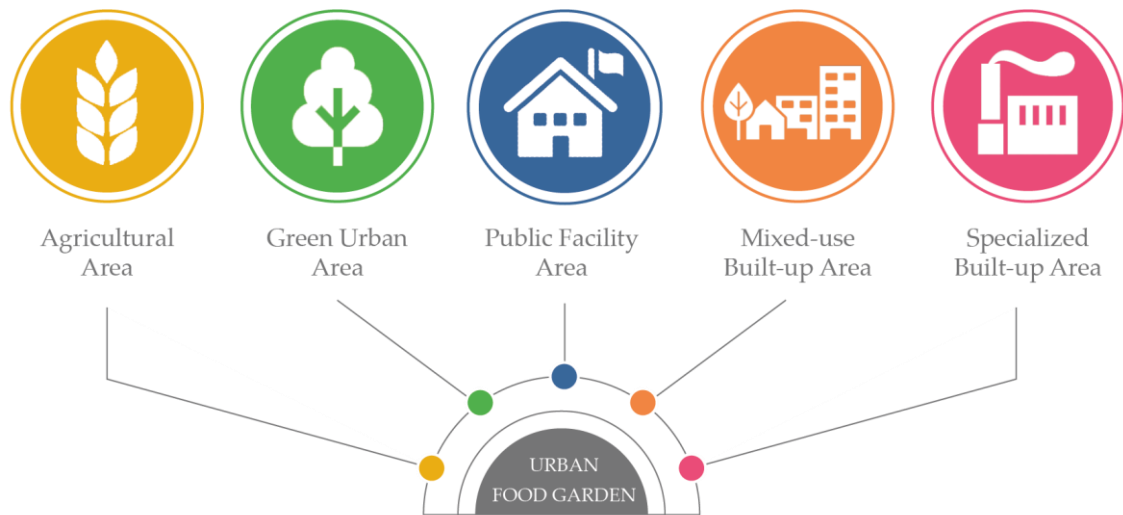 Agricultural
Area
Green Urban
Area
Public Facility
Area
Mixed-use
Built-up Area
Specialized
Built-up Area
URBAN
FOOD GARDEN